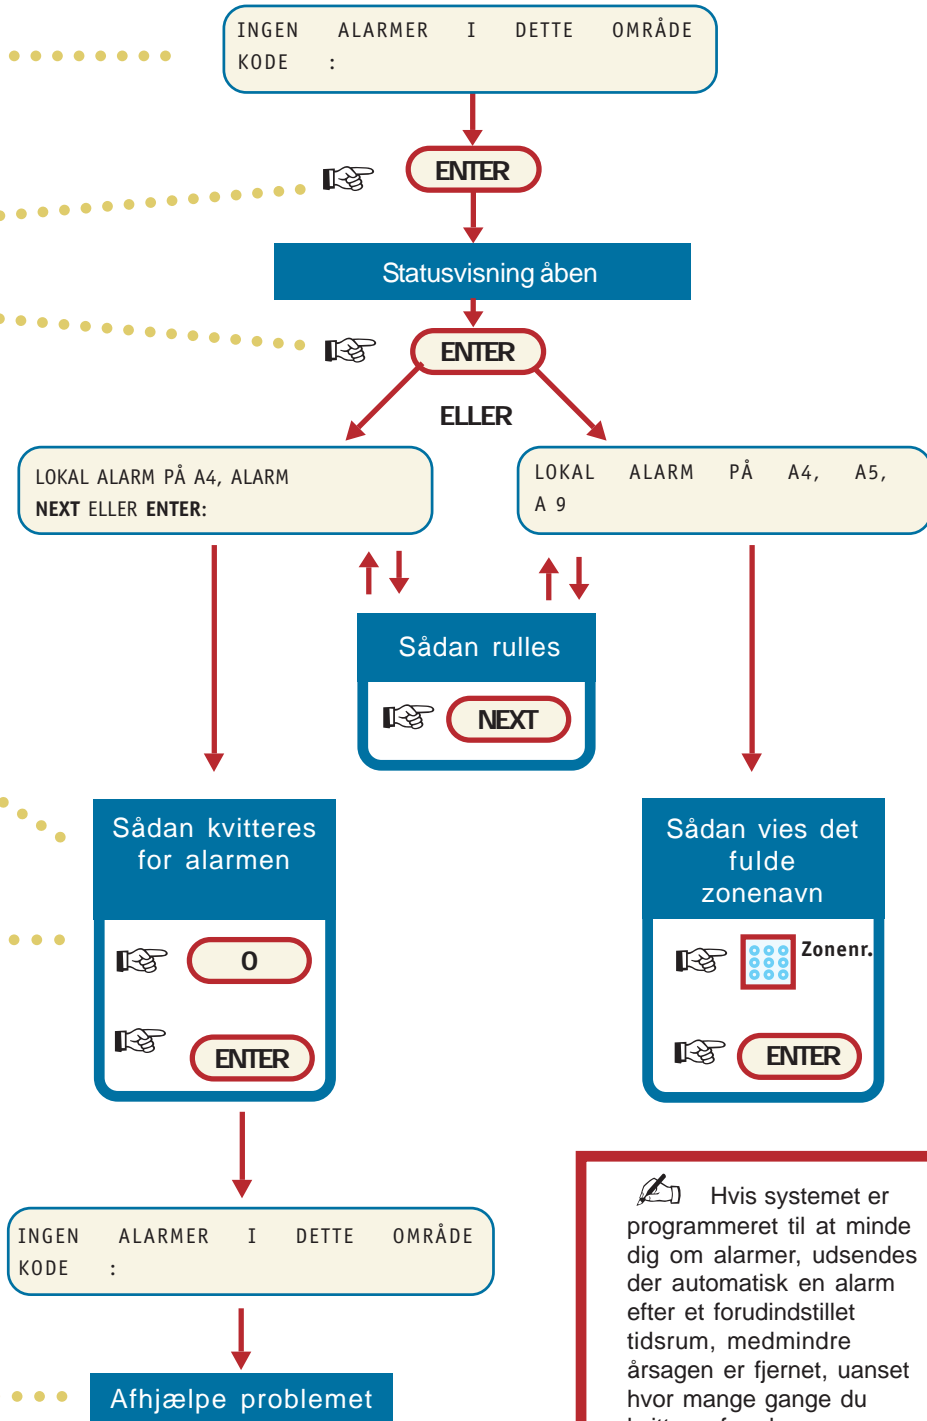 INGEN ALARMER I DETTE OMRÅDE
KODE :
ENTER
Statusvisning åben
ENTER
ELLER
LOKAL ALARM PÅ A4, ALARM
NEXT ELLER ENTER:
LOKAL ALARM PÅ A4, A5,
A 9
Sådan rulles
NEXT
Sådan kvitteres
for alarmen
0
ENTER
Sådan vies det
fulde
zonenavn
Zonenr.
ENTER
INGEN ALARMER I DETTE OMRÅDE
KODE :
Afhjælpe problemet
Hvis systemet er
programmeret til at minde
dig om alarmer, udsendes
der automatisk en alarm
efter et forudindstillet
tidsrum, medmindre
årsagen er fjernet, uanset
hvor mange gange du